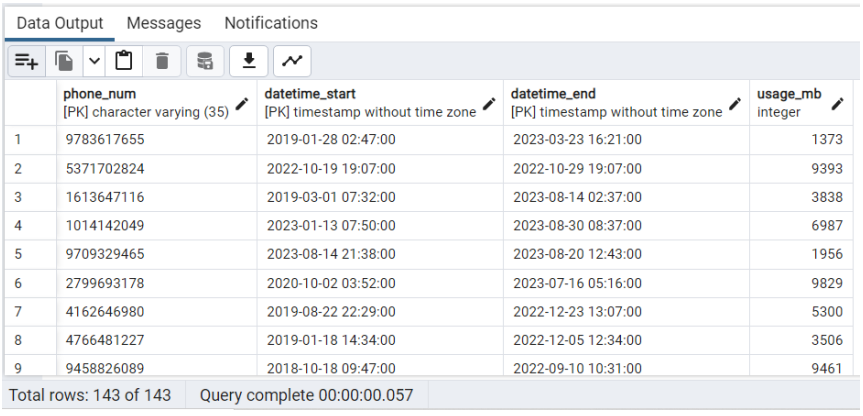 Data Output Messages Notifications
phone_num datetime_start datetime_end usage_mb
[PK] character varying (35) [PK] timestamp without time zone [PK] timestamp without time zone integer
1 9783617655 2019-01-28 02:47:00 2023-03-23 16:21:00 1373
2 5371702824 2022-10-19 19:07:00 2022-10-29 19:07:00 9393
3 1613647116 2019-03-01 07:32:00 2023-08-14 02:37:00 3838
4 1014142049 2023-01-13 07:50:00 2023-08-30 08:37:00 6987
5 9709329465 2023-08-14 21:38:00 2023-08-20 12:43:00 1956
6 2799693178 2020-10-02 03:52:00 2023-07-16 05:16:00 9829
7 4162646980 2019-08-22 22:29:00 2022-12-23 13:07:00 5300
8 4766481227 2019-01-18 14:34:00 2022-12-05 12:34:00 3506
9 9458826089 2018-10-18 09:47:00 2022-09-10 10:31:00 9461
Total rows: 143 of 143 Query complete 00:00:00.057